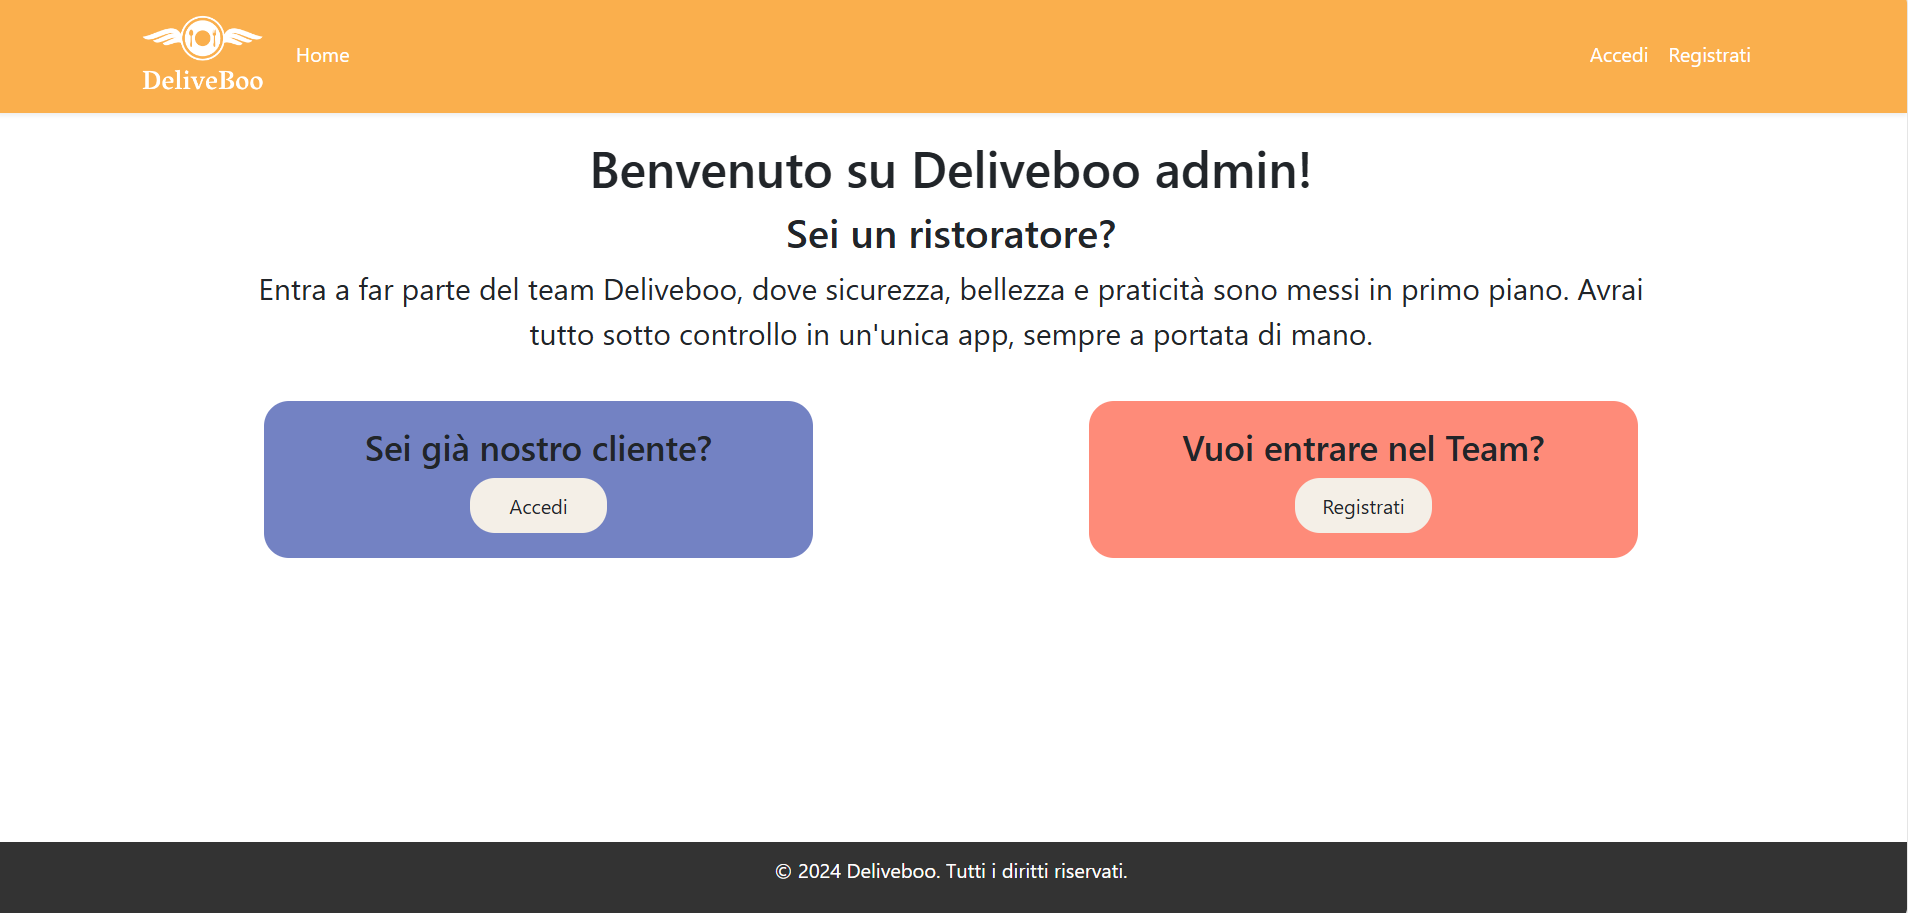 DeliveBoo
Home
Accedi
Registrati
Benvenuto su Deliveboo admin!
Sei un ristoratore?
Entra a far parte del team Deliveboo, dove sicurezza, bellezza e praticità sono messi in primo piano. Avrai
tutto sotto controllo in un'unica app, sempre a portata di mano.
Sei già nostro cliente?
Accedi
Vuoi entrare nel Team?
Registrati
© 2024 Deliveboo. Tutti i diritti riservati.